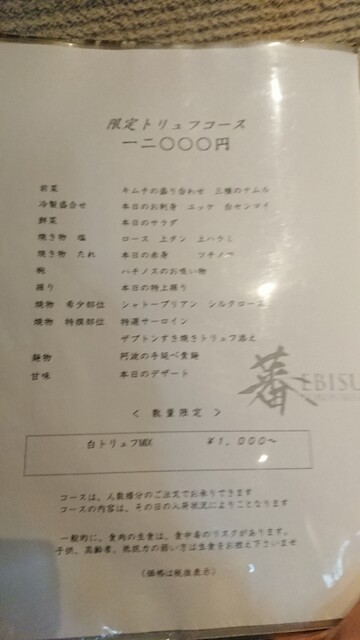 限定トリュフコース
一二〇〇〇円
前菜 キムチの盛り合わせ 三種のナムル
冷製盛合せ 本日のお刺身 ユッケ 白センマイ
鮮菜 本日のサラダ
焼き物 塩 ロース 上タン 上ハラミ
焼き物 たれ 本日の赤身 ツチノコ
椀 ハチノスのお吸い物
握り 本日の特上握り
焼物 希少部位 シャトーブリアン シルクロース
焼物 特撰部位 特選サーロイン
ザブトンすき焼きトリュフ添え
麺物 阿波の手延べ素麺
甘味 本日のデザート
蕃 EBISU
< 数量限定 >
白トリュフMIX ¥1,000~
コースは、人数様分のご注文でお承りできます
コースの内容は、その日の入荷状況によりことなります
一般的に、食肉の生食は、食中毒のリスクがあります。
子供、高齢者、抵抗力の弱い方は生食をお控え下さいませ
(価格は税抜表示)